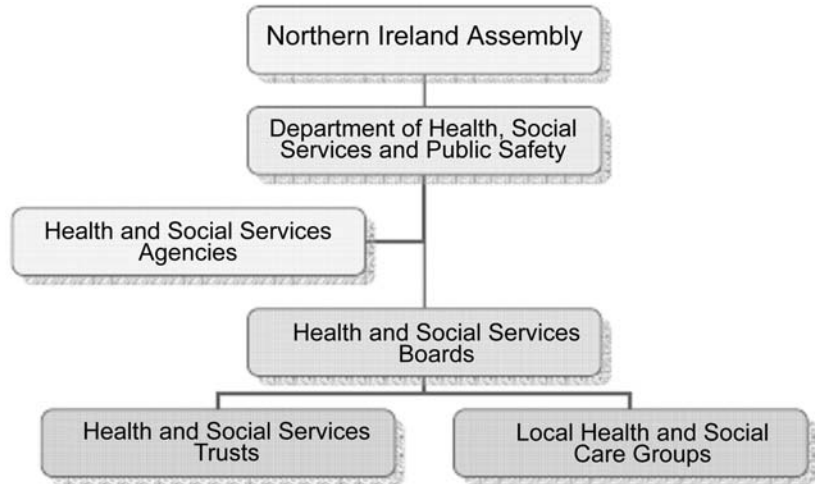 Northern Ireland Assembly
Department of Health, Social
Services and Public Safety
Health and Social Services
Agencies
Health and Social Services
Boards
Health and Social Services
Trusts
Local Health and Social
Care Groups